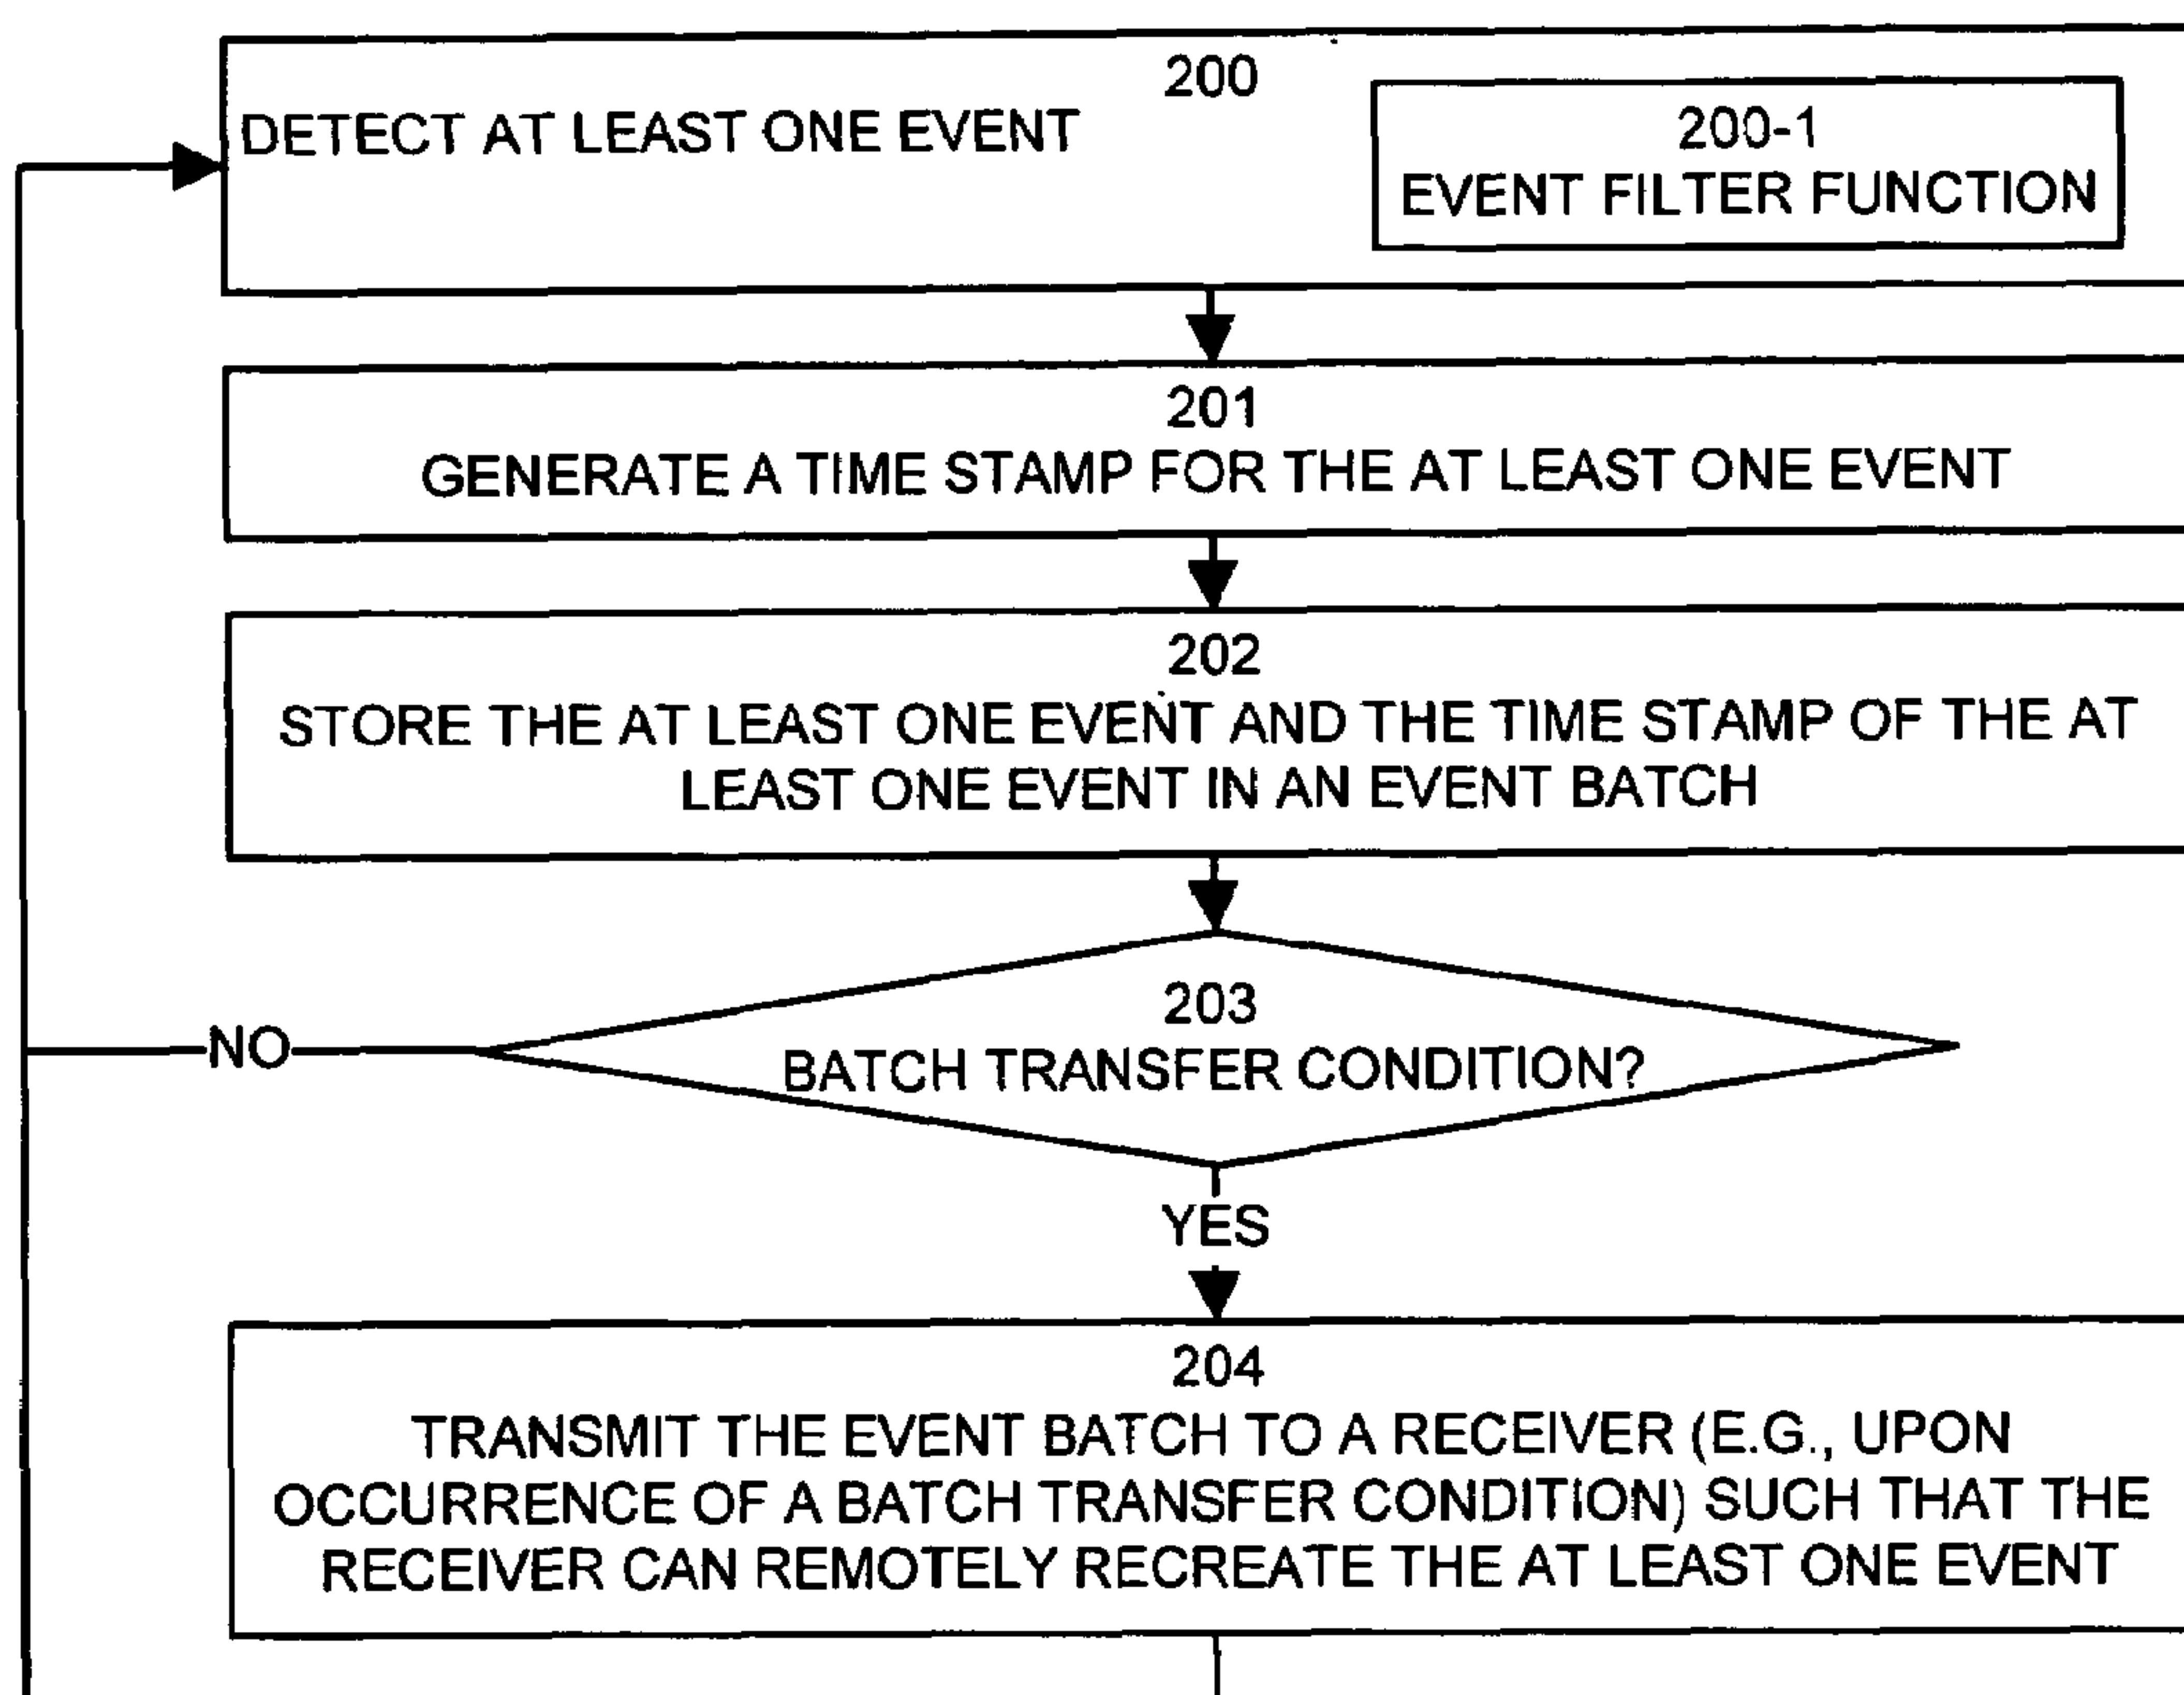 200
DETECT AT LEAST ONE EVENT
200-1
EVENT FILTER FUNCTION
201
GENERATE A TIME STAMP FOR THE AT LEAST ONE EVENT
202
STORE THE AT LEAST ONE EVENT AND THE TIME STAMP OF THE AT
LEAST ONE EVENT IN AN EVENT BATCH
203
BATCH TRANSFER CONDITION?
NO
YES
204
TRANSMIT THE EVENT BATCH TO A RECEIVER (E.G., UPON
OCCURRENCE OF A BATCH TRANSFER CONDITION) SUCH THAT THE
RECEIVER CAN REMOTELY RECREATE THE AT LEAST ONE EVENT